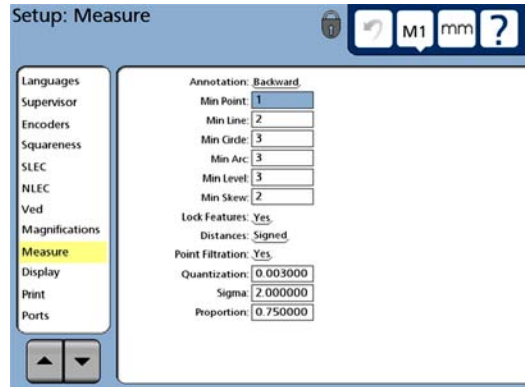 Setup: Measure
M1
mm
?
Languages
Supervisor
Encoders
Squareness
SLEC
NLEC
Ved
Magnifications
Measure
Display
Print
Ports
Annotation: Backward
Min Point: 1
Min Line: 2
Min Circle: 3
Min Arc: 3
Min Level: 3
Min Skew: 2
Lock Features: Yes
Distances: Signed
Point Filtration: Yes
Quantization: 0.003000
Sigma: 2.000000
Proportion: 0.750000